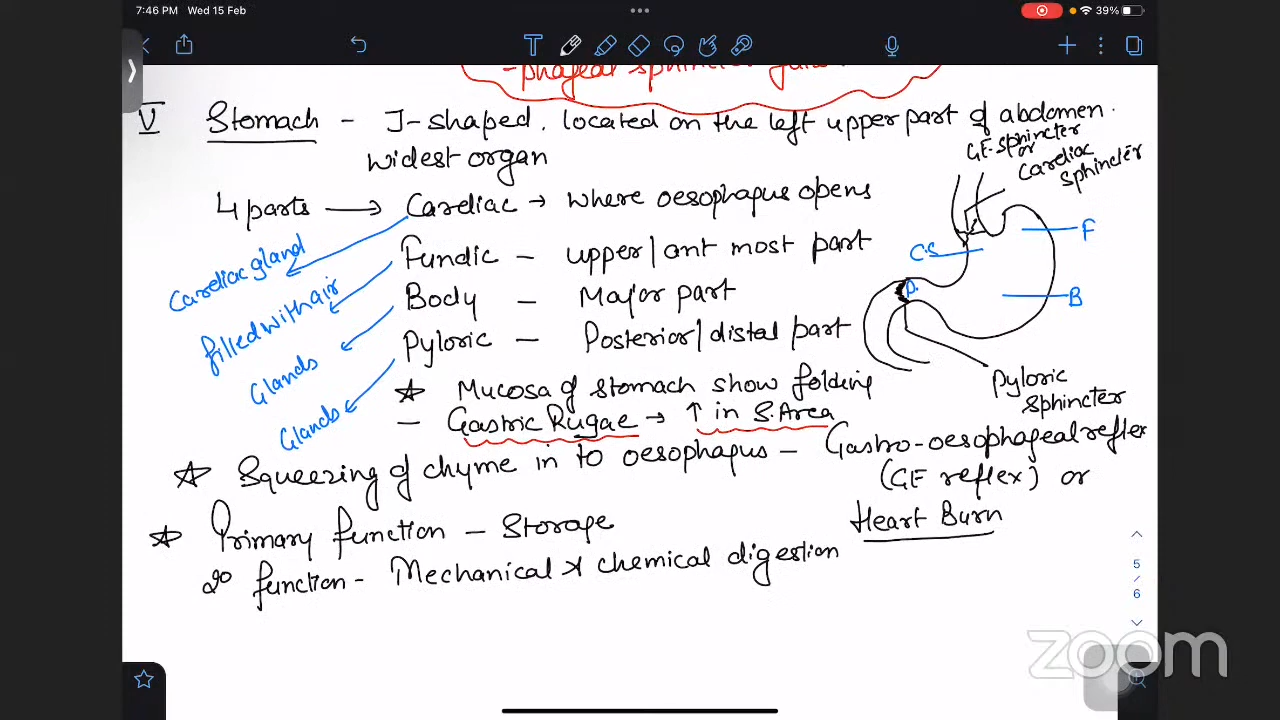 7:46 PM Wed 15 Feb
39%
-phageal sphincter
V Stomach - J-shaped. located on the left upper part of abdomen.
widest organ
GE-sphincter
or
Cardiac
sphincter
4 parts → Cardiac → where oesophagus opens
Fundic - upper/ant most part
Body - Major part
Pyloric - Posterior/distal part
Cardiac gland
filled with air
Glands
Glands
C.S
F
P.
B
Pyloric
Sphincter
☆ Mucosa of stomach show folding
- Gastric Rugae → ↑ in S.Area
☆ Squeezing of chyme in to oesophagus - Gastro-oesophageal reflex
(GE reflex) or
Heart Burn
☆ Primary function - Storage
2° function - Mechanical & chemical digestion
5
/
6
zoom